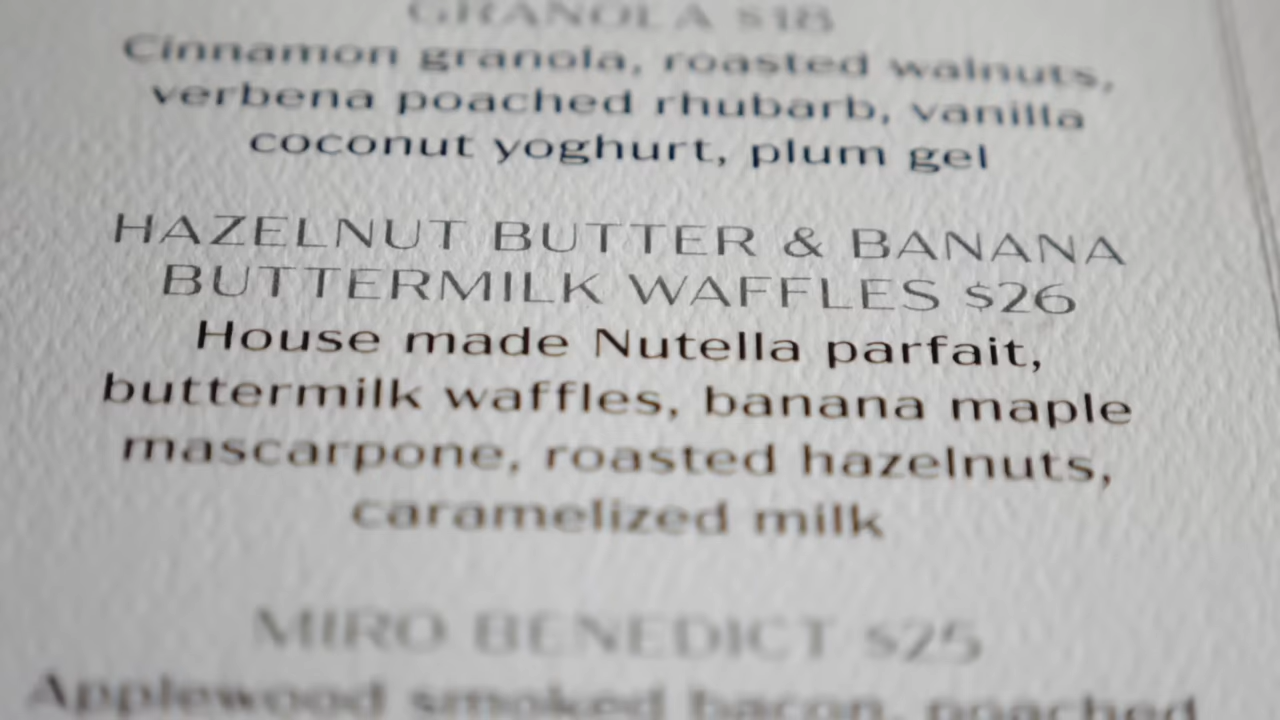 GRANOLA $18
Cinnamon granola, roasted walnuts,
verbena poached rhubarb, vanilla
coconut yoghurt, plum gel
HAZELNUT BUTTER & BANANA
BUTTERMILK WAFFLES $26
House made Nutella parfait,
buttermilk waffles, banana maple
mascarpone, roasted hazelnuts,
caramelized milk
MIRO BENEDICT $25
Applewood smoked bacon, poached